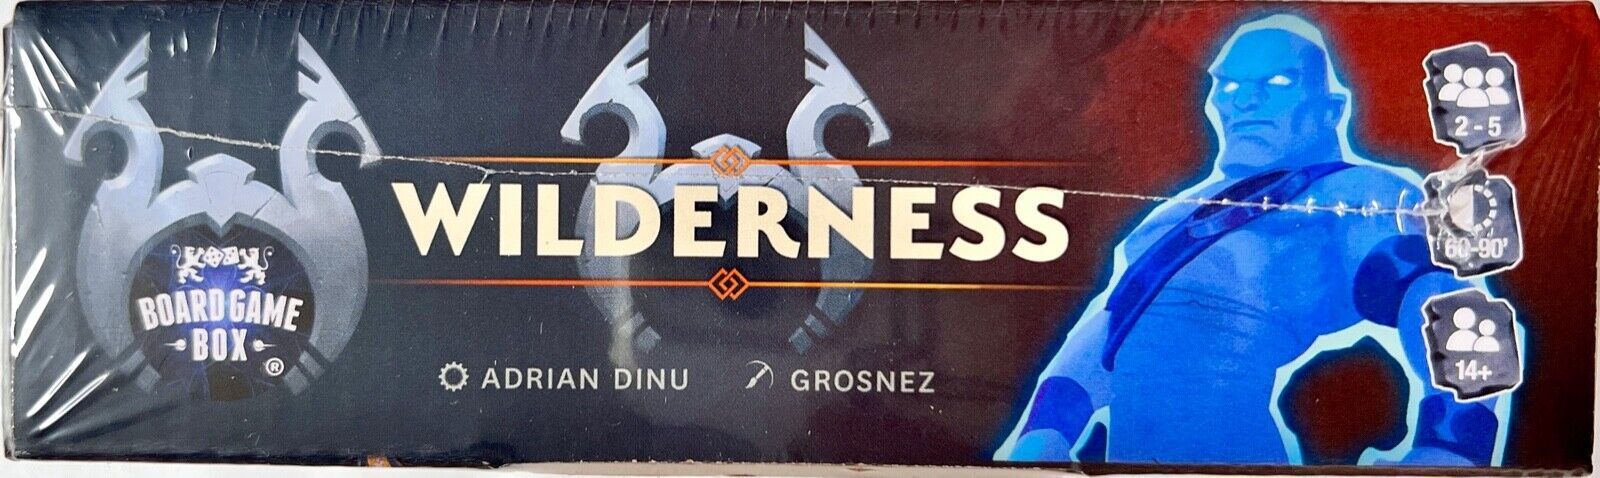 BOARD GAME
BOX
®
WILDERNESS
ADRIAN DINU
GROSNEZ
2-5
60-90'
14+